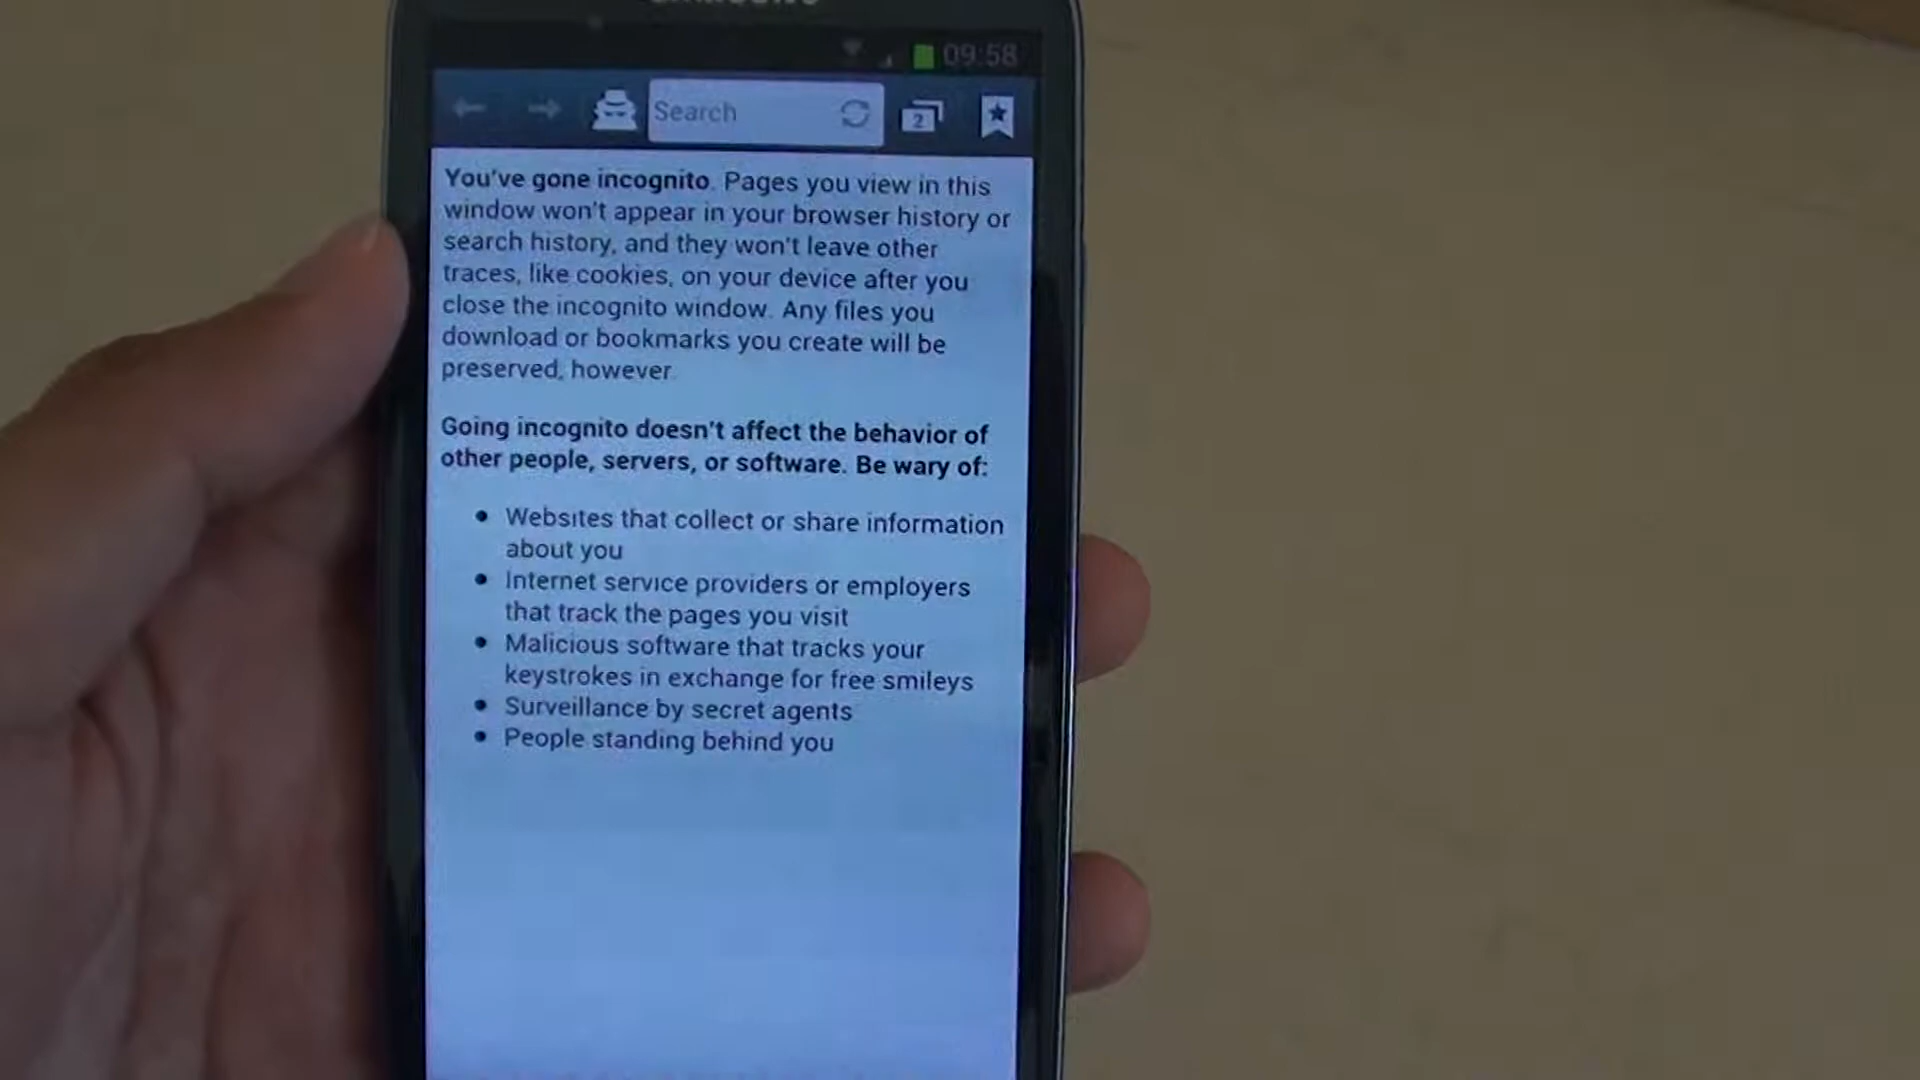 SAMSUNG
09:58
Search
2
You've gone incognito. Pages you view in this
window won't appear in your browser history or
search history, and they won't leave other
traces, like cookies, on your device after you
close the incognito window. Any files you
download or bookmarks you create will be
preserved, however.
Going incognito doesn't affect the behavior of
other people, servers, or software. Be wary of:
• Websites that collect or share information
about you
• Internet service providers or employers
that track the pages you visit
• Malicious software that tracks your
keystrokes in exchange for free smileys
• Surveillance by secret agents
• People standing behind you